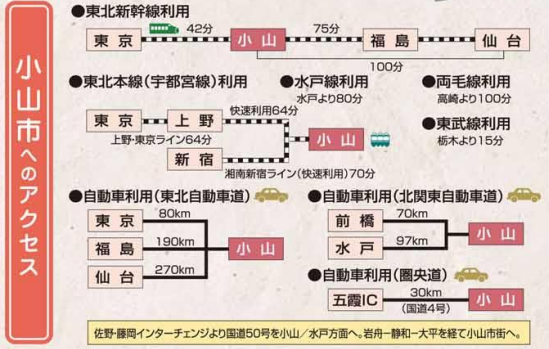 小山市へのアクセス
●東北新幹線利用
東京 42分 小山 75分 福島 仙台
100分
●東北本線(宇都宮線)利用
東京 上野 快速利用64分
上野・東京ライン64分
小山
新宿
湘南新宿ライン(快速利用)70分
●水戸線利用
水戸より80分
●両毛線利用
高崎より100分
●東武線利用
栃木より15分
●自動車利用(東北自動車道)
東京 80km
福島 190km 小山
仙台 270km
●自動車利用(北関東自動車道)
前橋 70km
小山
水戸 97km
●自動車利用(圏央道)
五霞IC 30km 小山
(国道4号)
佐野・藤岡インターチェンジより国道50号を小山/水戸方面へ。岩舟ー静和ー大平を経て小山市街へ。